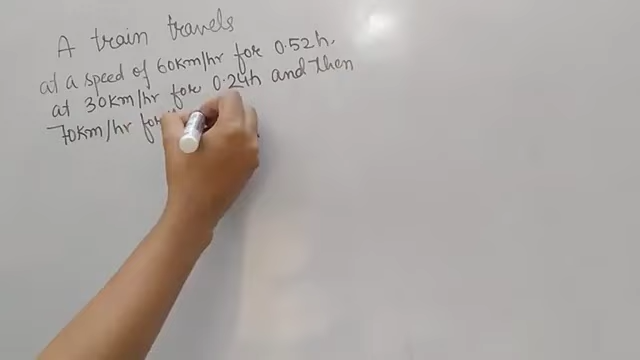 A train travels
at a speed of 60km/hr for 0.52h,
at 30km/hr for 0.24h and then
70km/hr for